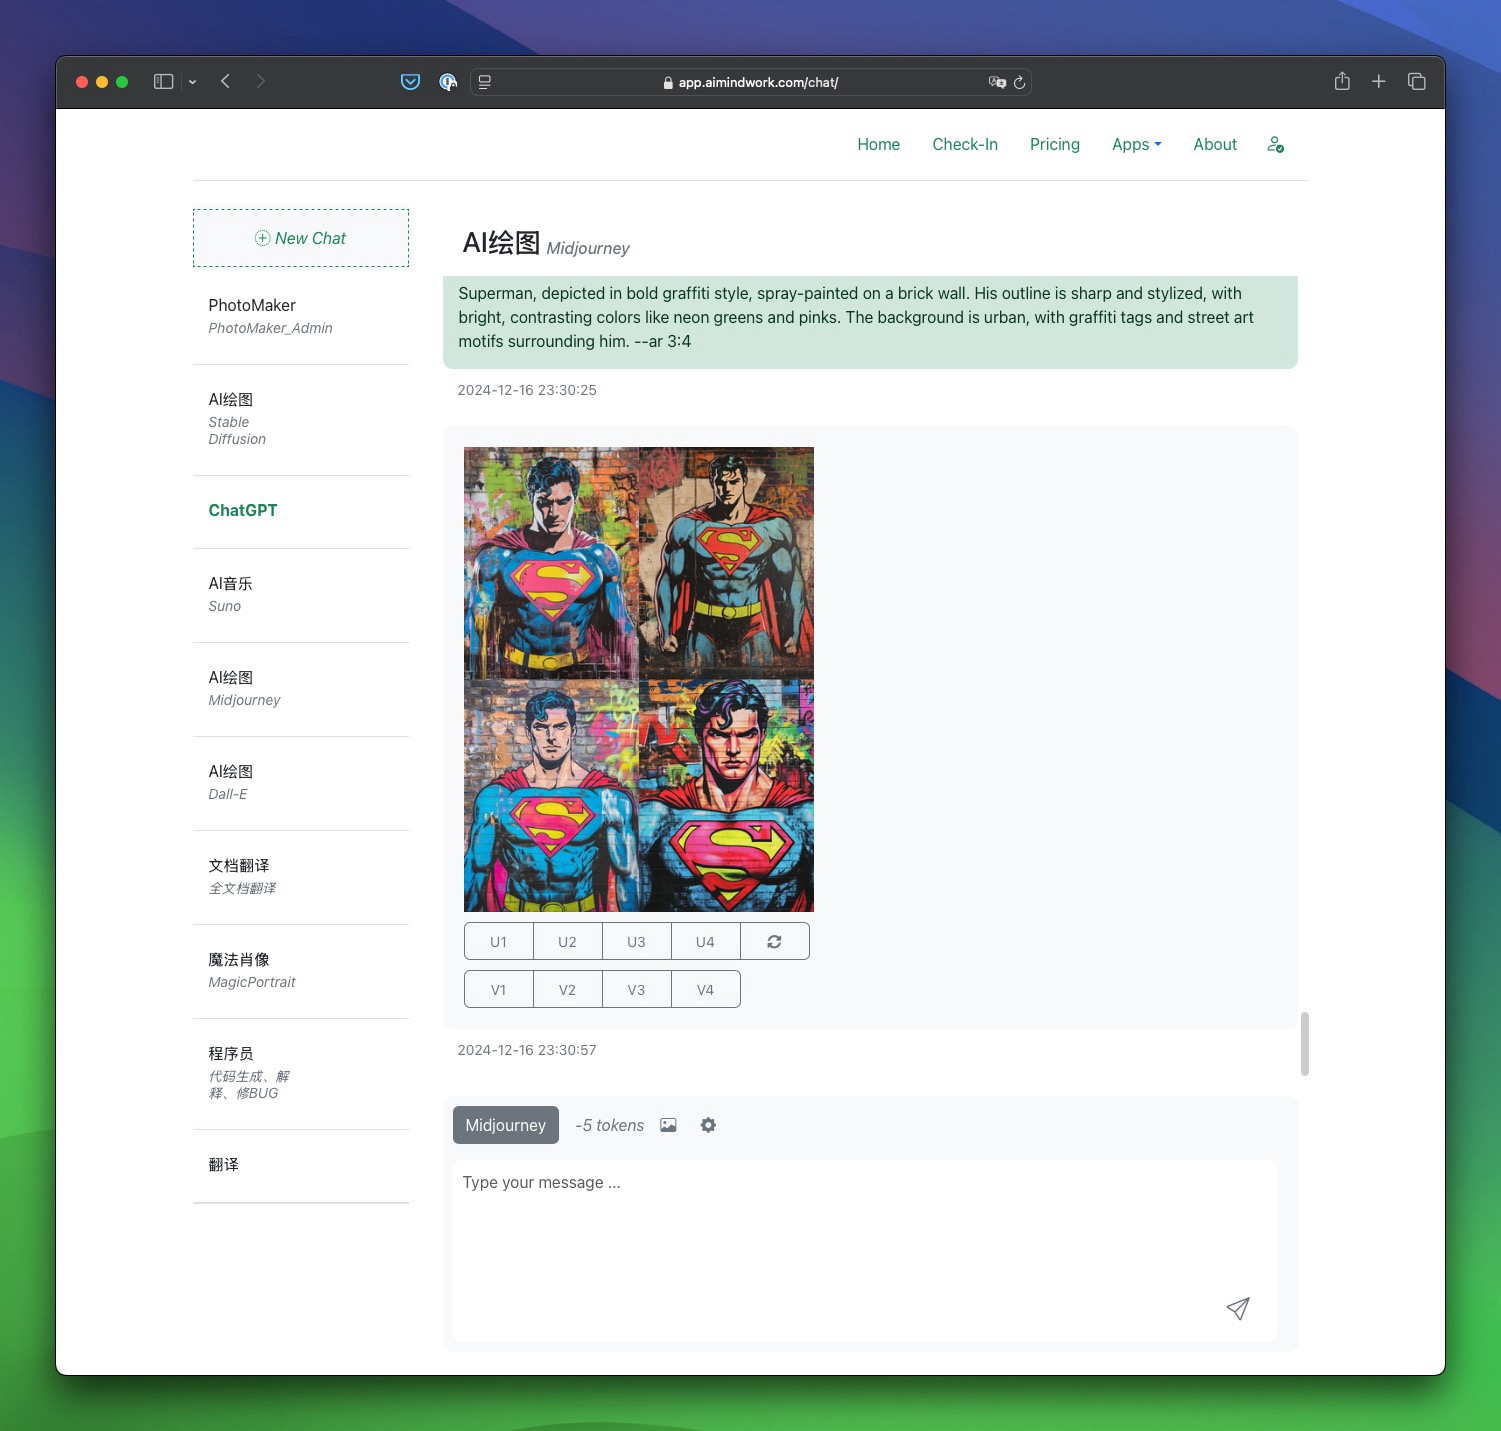 app.aimindwork.com/chat/
Home
Check-In
Pricing
Apps
About
New Chat
PhotoMaker
PhotoMaker_Admin
AI绘图
Stable
Diffusion
ChatGPT
AI音乐
Suno
AI绘图
Midjourney
AI绘图
Dall-E
文档翻译
全文档翻译
魔法肖像
MagicPortrait
程序员
代码生成、解
释、修BUG
翻译
AI绘图 Midjourney
Superman, depicted in bold graffiti style, spray-painted on a brick wall. His outline is sharp and stylized, with
bright, contrasting colors like neon greens and pinks. The background is urban, with graffiti tags and street art
motifs surrounding him. --ar 3:4
2024-12-16 23:30:25
S
S
S
S
U1
U2
U3
U4
V1
V2
V3
V4
2024-12-16 23:30:57
Midjourney
-5 tokens
Type your message ...